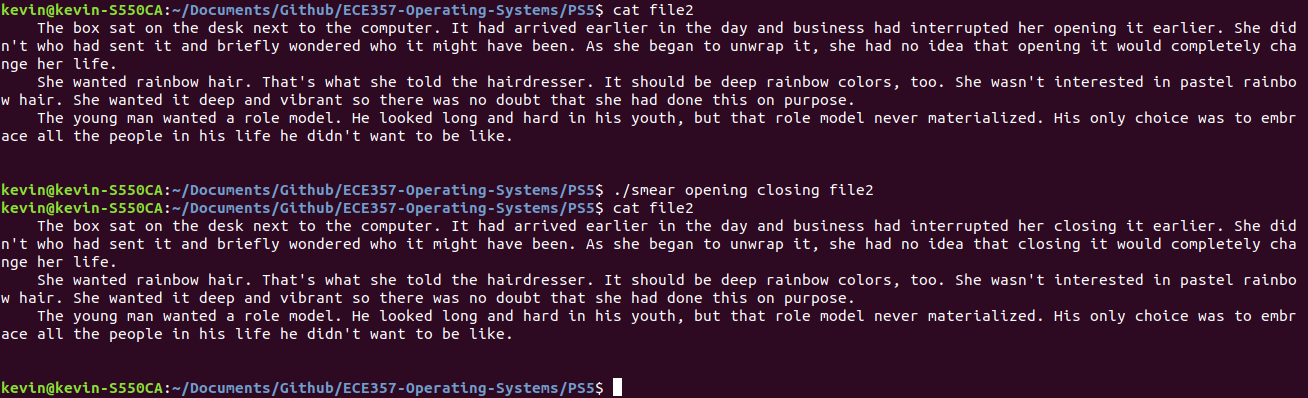 kevin@kevin-S550CA:~/Documents/Github/ECE357-Operating-Systems/PS5$ cat file2
    The box sat on the desk next to the computer. It had arrived earlier in the day and business had interrupted her opening it earlier. She did
n't who had sent it and briefly wondered who it might have been. As she began to unwrap it, she had no idea that opening it would completely cha
nge her life.
    She wanted rainbow hair. That's what she told the hairdresser. It should be deep rainbow colors, too. She wasn't interested in pastel rainbo
w hair. She wanted it deep and vibrant so there was no doubt that she had done this on purpose.
    The young man wanted a role model. He looked long and hard in his youth, but that role model never materialized. His only choice was to embr
ace all the people in his life he didn't want to be like.
kevin@kevin-S550CA:~/Documents/Github/ECE357-Operating-Systems/PS5$ ./smear opening closing file2
kevin@kevin-S550CA:~/Documents/Github/ECE357-Operating-Systems/PS5$ cat file2
    The box sat on the desk next to the computer. It had arrived earlier in the day and business had interrupted her closing it earlier. She did
n't who had sent it and briefly wondered who it might have been. As she began to unwrap it, she had no idea that closing it would completely cha
nge her life.
    She wanted rainbow hair. That's what she told the hairdresser. It should be deep rainbow colors, too. She wasn't interested in pastel rainbo
w hair. She wanted it deep and vibrant so there was no doubt that she had done this on purpose.
    The young man wanted a role model. He looked long and hard in his youth, but that role model never materialized. His only choice was to embr
ace all the people in his life he didn't want to be like.
kevin@kevin-S550CA:~/Documents/Github/ECE357-Operating-Systems/PS5$